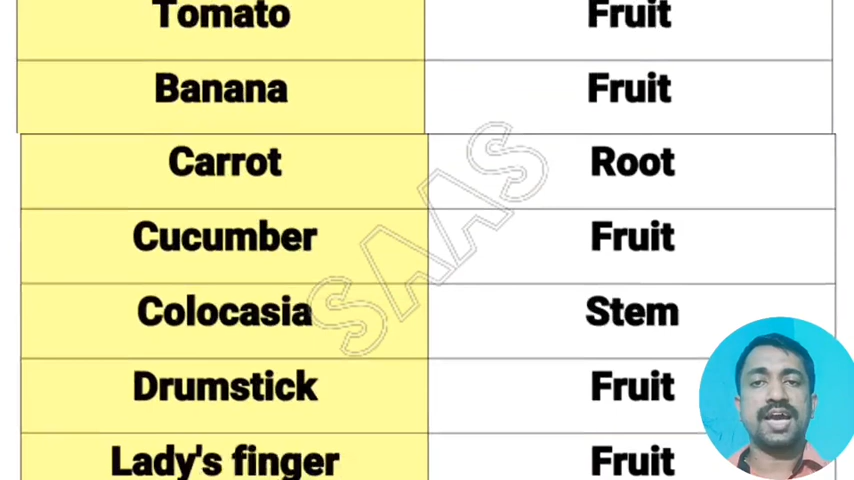 Tomato Fruit
Banana Fruit
Carrot Root
Cucumber Fruit
Colocasia Stem
Drumstick Fruit
Lady's finger Fruit
SAAS